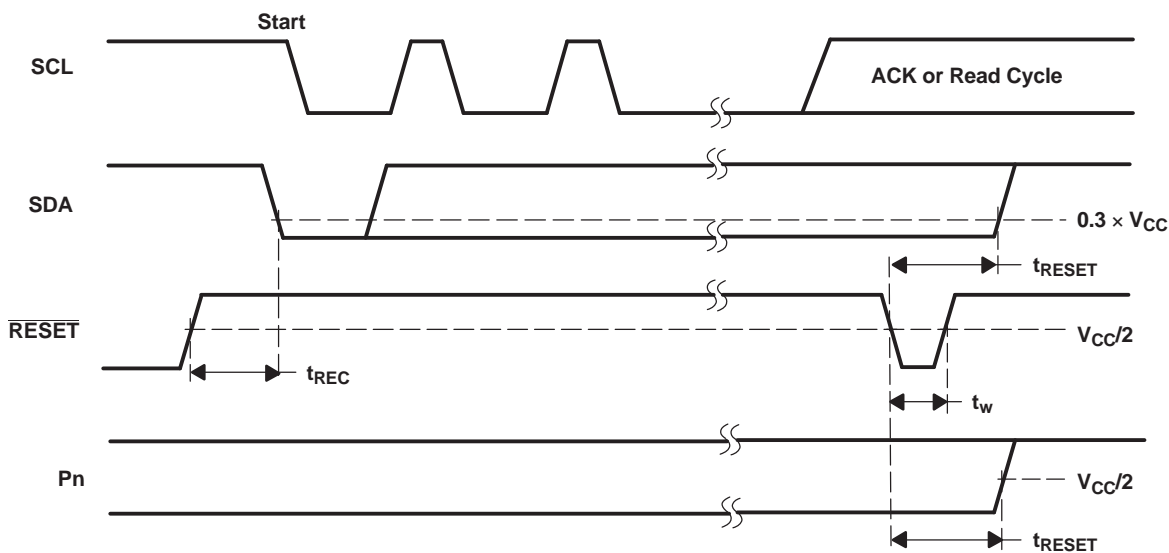 Start
SCL
ACK or Read Cycle
SDA
0.3 × VCC
tRESET
RESET
VCC/2
tREC
tw
Pn
VCC/2
tRESET